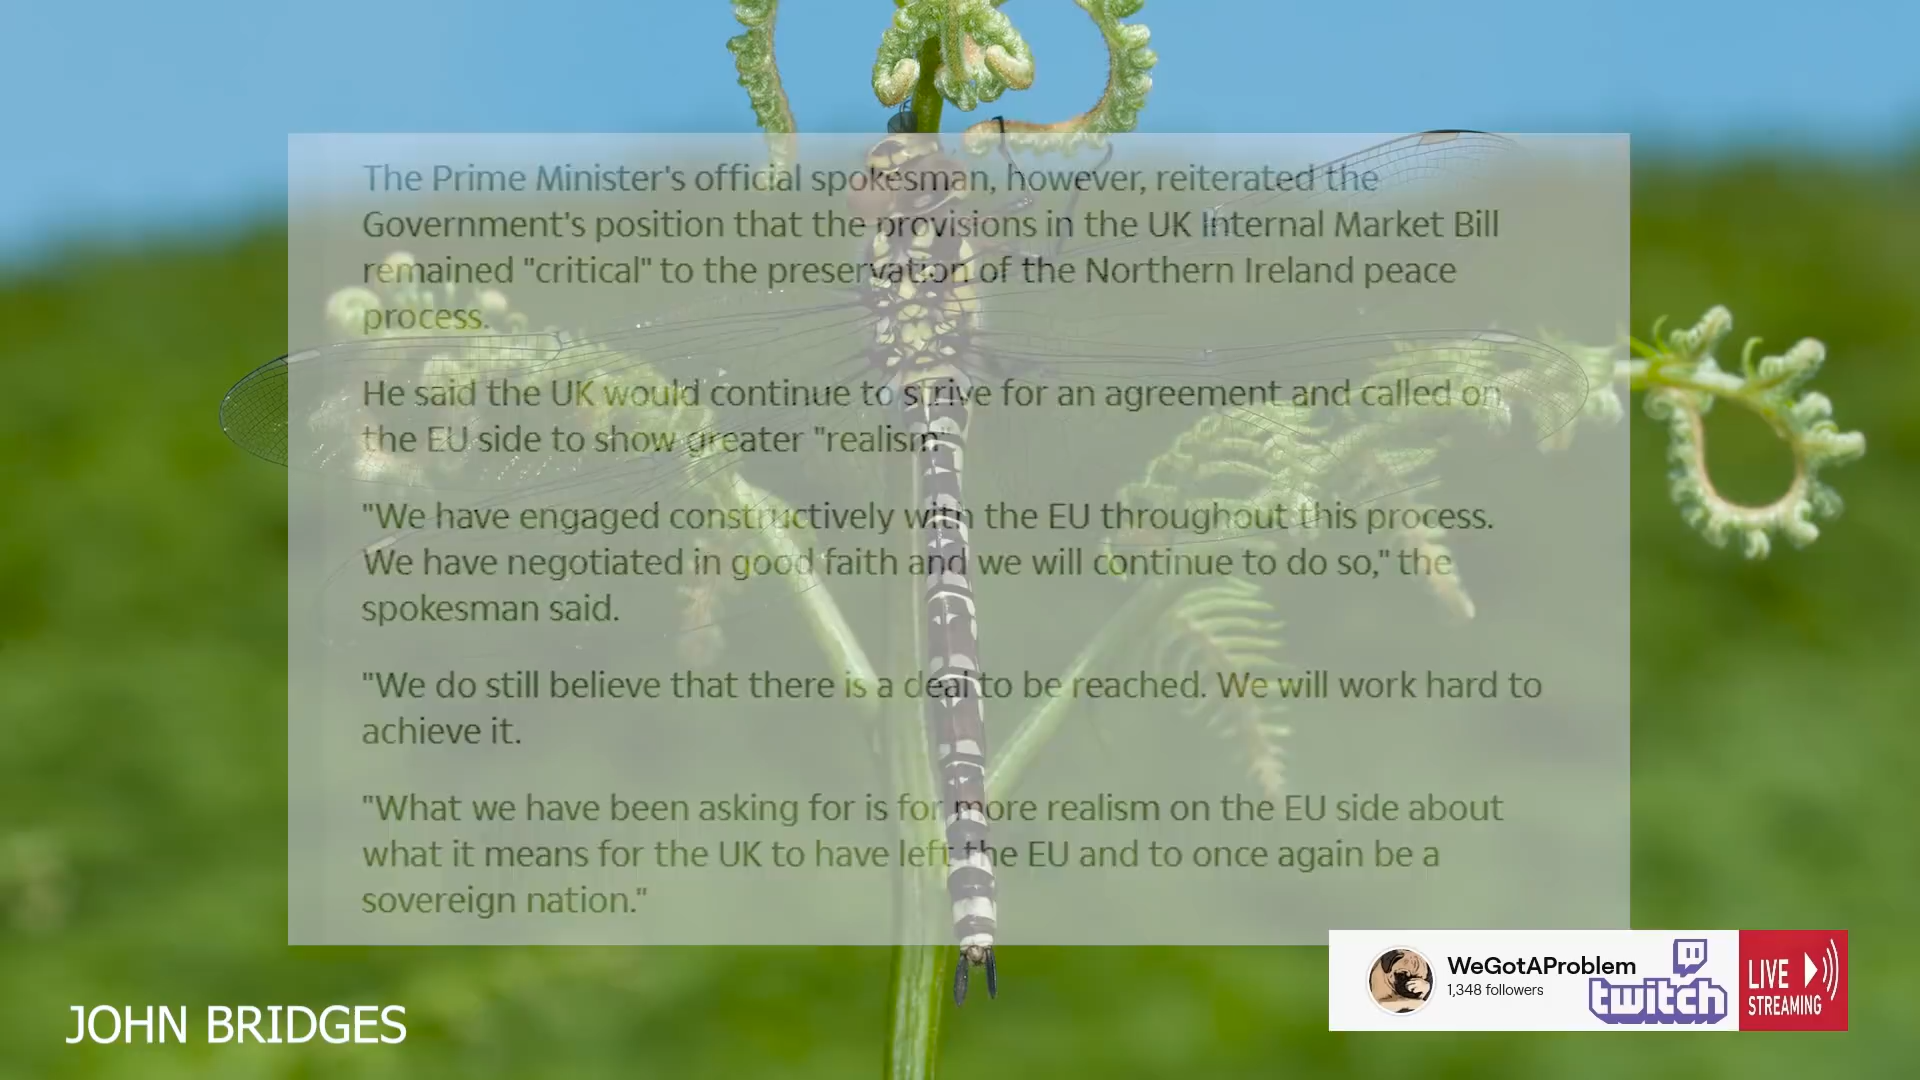 The Prime Minister's official spokesman, however, reiterated the
Government's position that the provisions in the UK Internal Market Bill
remained "critical" to the preservation of the Northern Ireland peace
process.
He said the UK would continue to strive for an agreement and called on
the EU side to show greater "realism"
"We have engaged constructively with the EU throughout this process.
We have negotiated in good faith and we will continue to do so," the
spokesman said.
"We do still believe that there is a deal to be reached. We will work hard to
achieve it.
"What we have been asking for is for more realism on the EU side about
what it means for the UK to have left the EU and to once again be a
sovereign nation."
WeGotAProblem
1,348 followers
twitch
LIVE
STREAMING
JOHN BRIDGES